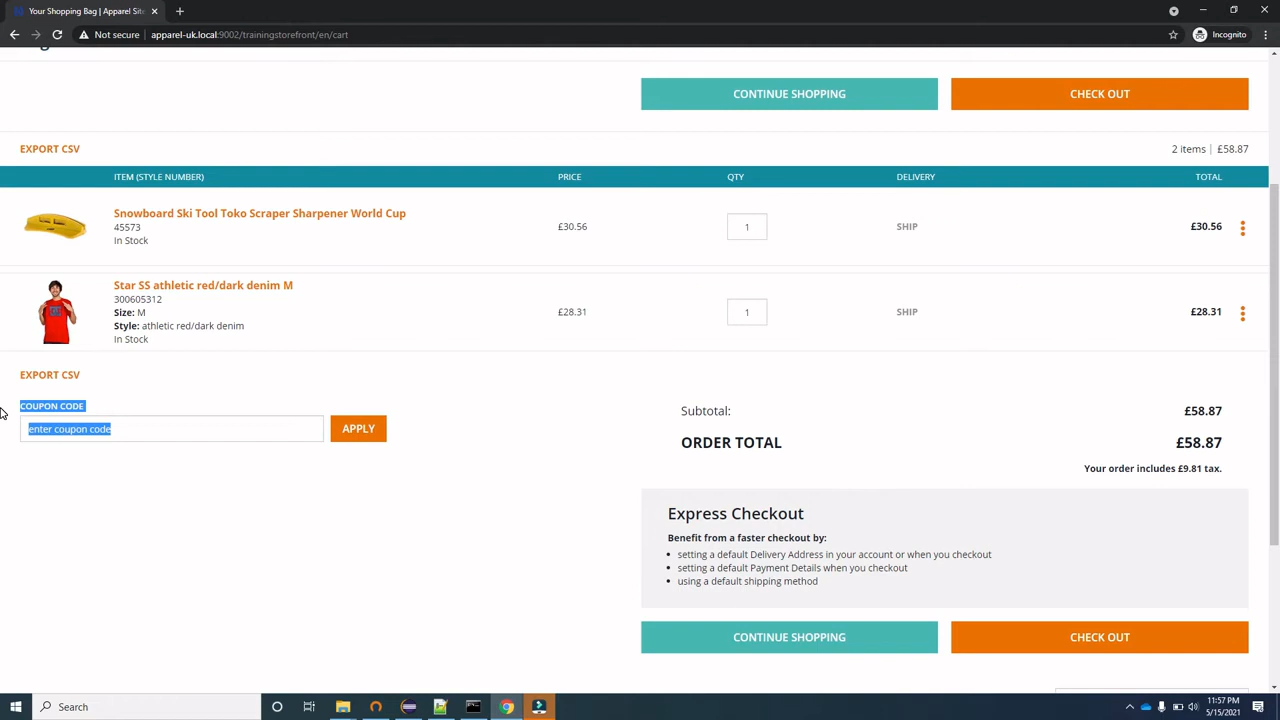 Your Shopping Bag | Apparel Sit
Not secure
apparel-uk.local:9002/trainingstorefront/en/cart
Incognito
CONTINUE SHOPPING
CHECK OUT
EXPORT CSV
2 items | £58.87
ITEM (STYLE NUMBER) PRICE QTY DELIVERY TOTAL
Snowboard Ski Tool Toko Scraper Sharpener World Cup
45573 £30.56 1 SHIP £30.56
In Stock
Star SS athletic red/dark denim M
300605312
Size: M £28.31 1 SHIP £28.31
Style: athletic red/dark denim
In Stock
EXPORT CSV
COUPON CODE
enter coupon code
APPLY
Subtotal: £58.87
ORDER TOTAL £58.87
Your order includes £9.81 tax.
Express Checkout
Benefit from a faster checkout by:
setting a default Delivery Address in your account or when you checkout
setting a default Payment Details when you checkout
using a default shipping method
CONTINUE SHOPPING
CHECK OUT
Search
11:57 PM
5/15/2021